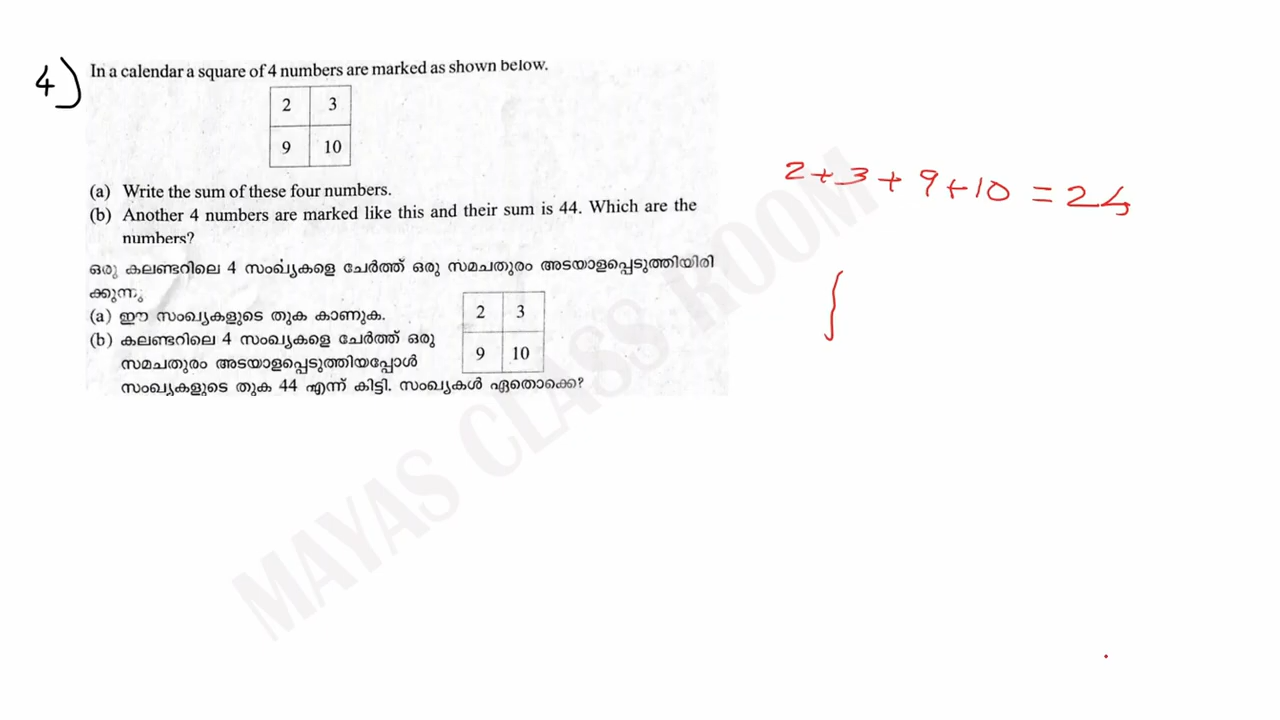 4)
In a calendar a square of 4 numbers are marked as shown below.
2 3
9 10
(a) Write the sum of these four numbers.
(b) Another 4 numbers are marked like this and their sum is 44. Which are the
numbers?
ഒരു കലണ്ടറിലെ 4 സംഖ്യകളെ ചേർത്ത് ഒരു സമചതുരം അടയാളപ്പെടുത്തിയിരി
ക്കുന്നു
(a) ഈ സംഖ്യകളുടെ തുക കാണുക.
(b) കലണ്ടറിലെ 4 സംഖ്യകളെ ചേർത്ത് ഒരു
സമചതുരം അടയാളപ്പെടുത്തിയപ്പോൾ
സംഖ്യകളുടെ തുക 44 എന്ന് കിട്ടി. സംഖ്യകൾ ഏതൊക്കെ?
2 3
9 10
2+3+9+10 = 24
MAYAS CLASS ROOM